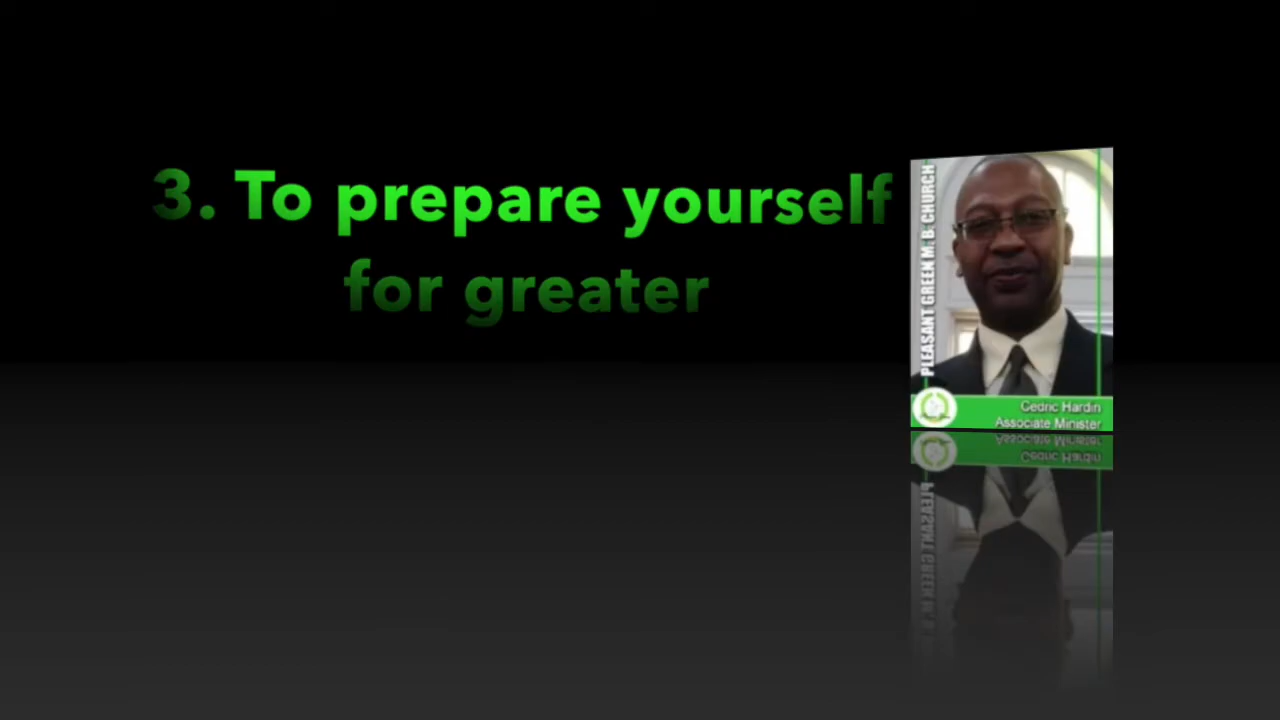 3. To prepare yourself
for greater
PLEASANT GREEN M. B. CHURCH
Cedric Hardin
Associate Minister